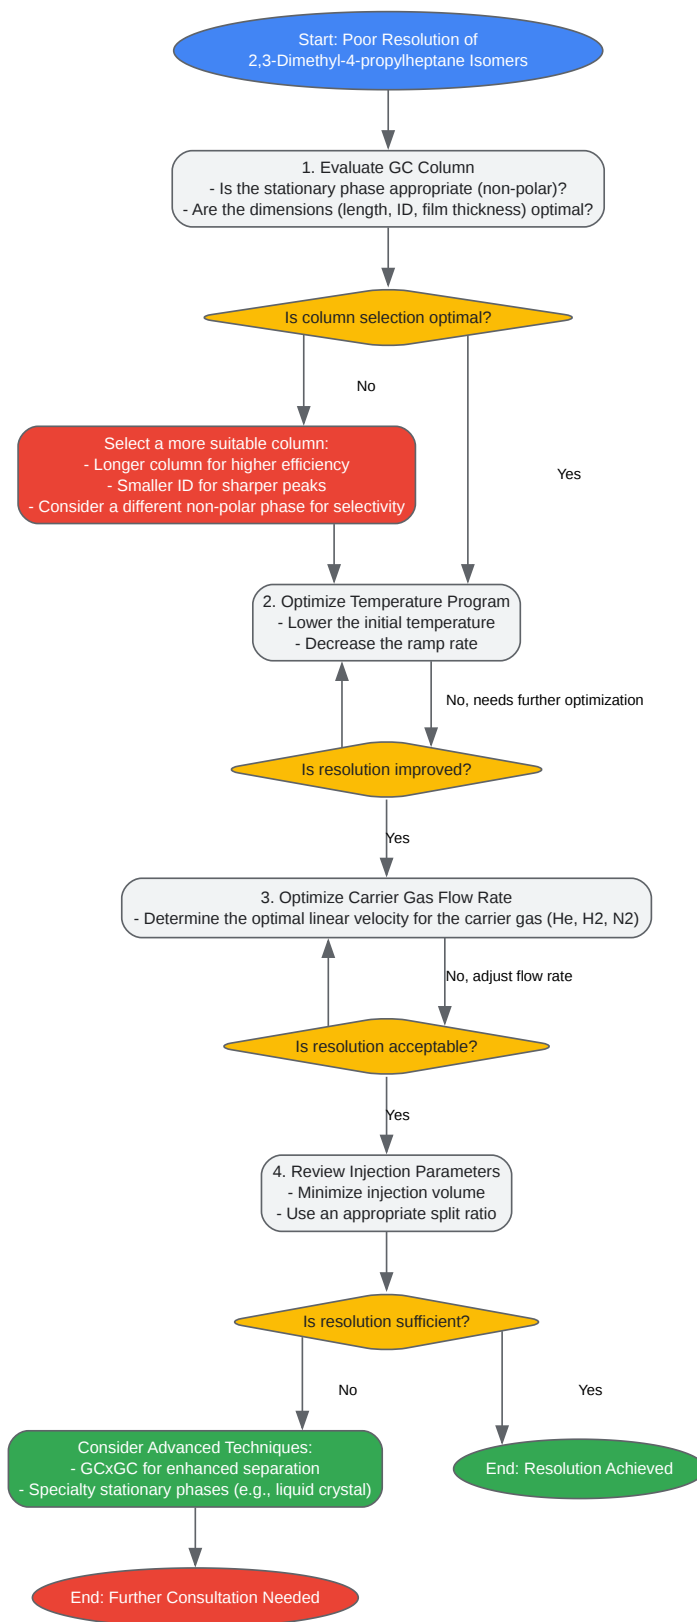 Start: Poor Resolution of
2,3-Dimethyl-4-propylheptane Isomers
1. Evaluate GC Column
- Is the stationary phase appropriate (non-polar)?
- Are the dimensions (length, ID, film thickness) optimal?
Is column selection optimal?
No
Select a more suitable column:
- Longer column for higher efficiency
- Smaller ID for sharper peaks
- Consider a different non-polar phase for selectivity
Yes
2. Optimize Temperature Program
- Lower the initial temperature
- Decrease the ramp rate
No, needs further optimization
Is resolution improved?
Yes
3. Optimize Carrier Gas Flow Rate
- Determine the optimal linear velocity for the carrier gas (He, H2, N2)
No, adjust flow rate
Is resolution acceptable?
Yes
4. Review Injection Parameters
- Minimize injection volume
- Use an appropriate split ratio
Is resolution sufficient?
No
Yes
Consider Advanced Techniques:
- GCxGC for enhanced separation
- Specialty stationary phases (e.g., liquid crystal)
End: Resolution Achieved
End: Further Consultation Needed